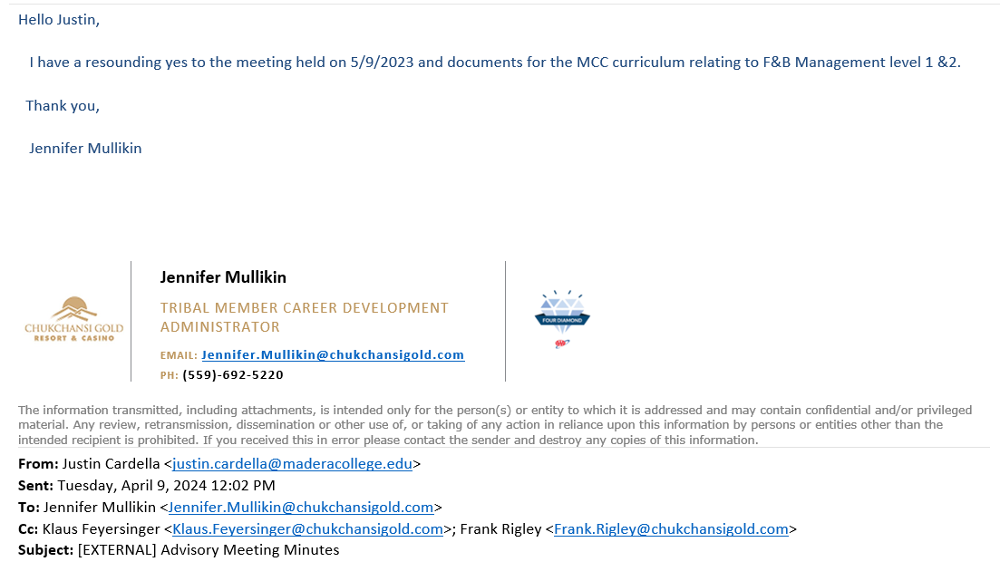 Hello Justin,
I have a resounding yes to the meeting held on 5/9/2023 and documents for the MCC curriculum relating to F&B Management level 1 &2.
Thank you,
Jennifer Mullikin
Jennifer Mullikin
TRIBAL MEMBER CAREER DEVELOPMENT
ADMINISTRATOR
CHUKCHANSI GOLD
RESORT & CASINO
FOUR DIAMOND
EMAIL: Jennifer.Mullikin@chukchansigold.com
PH: (559)-692-5220
The information transmitted, including attachments, is intended only for the person(s) or entity to which it is addressed and may contain confidential and/or privileged
material. Any review, retransmission, dissemination or other use of, or taking of any action in reliance upon this information by persons or entities other than the
intended recipient is prohibited. If you received this in error please contact the sender and destroy any copies of this information.
From: Justin Cardella <justin.cardella@maderacollege.edu>
Sent: Tuesday, April 9, 2024 12:02 PM
To: Jennifer Mullikin <Jennifer.Mullikin@chukchansigold.com>
Cc: Klaus Feyersinger <Klaus.Feyersinger@chukchansigold.com>; Frank Rigley <Frank.Rigley@chukchansigold.com>
Subject: [EXTERNAL] Advisory Meeting Minutes